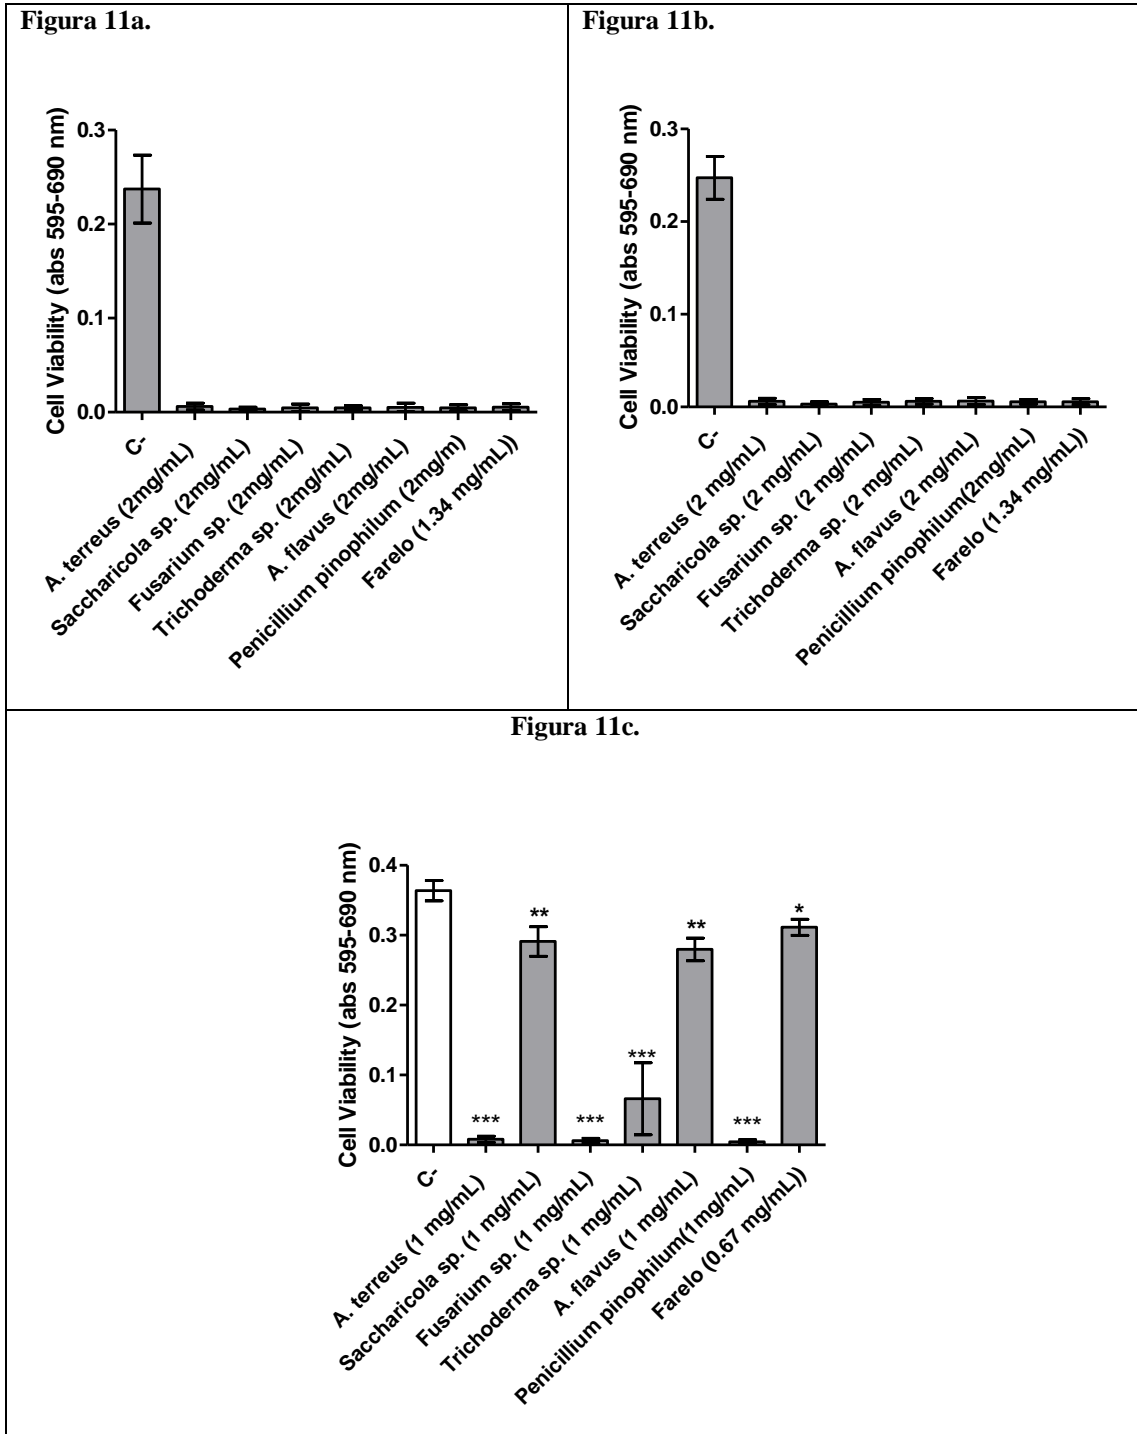 Figura 11a.
Cell Viability (abs 595-690 nm)
0.3
0.2
0.1
0.0
C-
A. terreus (2mg/mL)
Saccharicola sp. (2mg/mL)
Fusarium sp. (2mg/mL)
Trichoderma sp. (2mg/mL)
A. flavus (2mg/mL)
Penicillium pinophilum (2mg/m)
Farelo (1.34 mg/mL))
Figura 11b.
Cell Viability (abs 595-690 nm)
0.3
0.2
0.1
0.0
C-
A. terreus (2 mg/mL)
Saccharicola sp. (2 mg/mL)
Fusarium sp. (2 mg/mL)
Trichoderma sp. (2 mg/mL)
A. flavus (2 mg/mL)
Penicillium pinophilum(2mg/mL)
Farelo (1.34 mg/mL))
Figura 11c.
Cell Viability (abs 595-690 nm)
0.4
0.3
0.2
0.1
0.0
***
**
***
***
**
***
*
C-
A. terreus (1 mg/mL)
Saccharicola sp. (1 mg/mL)
Fusarium sp. (1 mg/mL)
Trichoderma sp. (1 mg/mL)
A. flavus (1 mg/mL)
Penicillium pinophilum(1mg/mL)
Farelo (0.67 mg/mL))